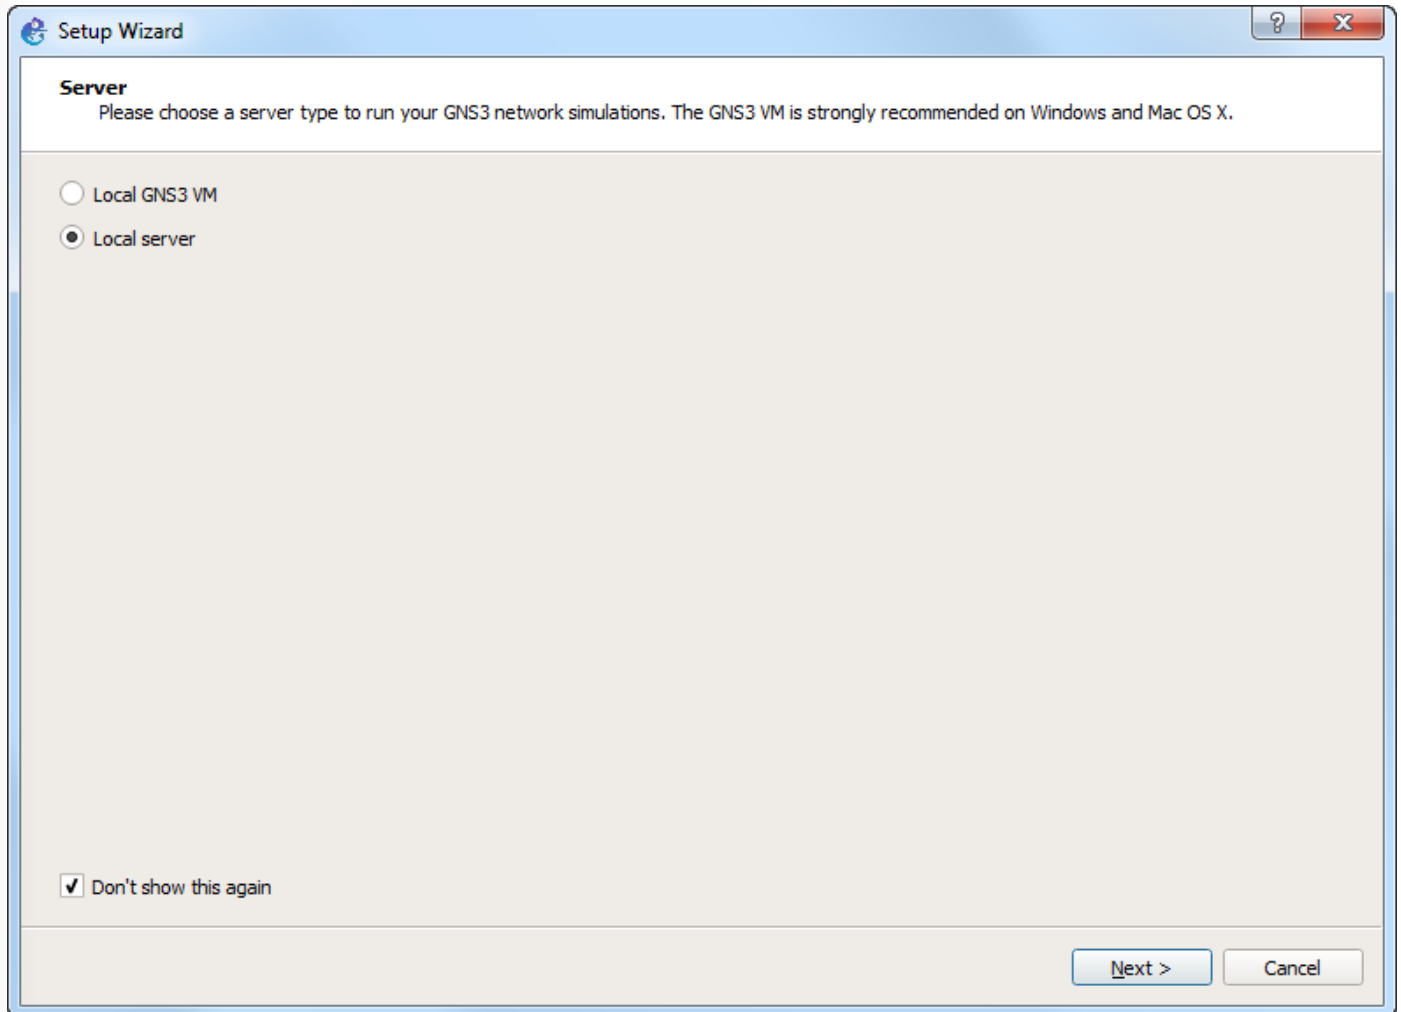 Setup Wizard
Server
Please choose a server type to run your GNS3 network simulations. The GNS3 VM is strongly recommended on Windows and Mac OS X.
Local GNS3 VM
Local server
Don't show this again
Next >
Cancel